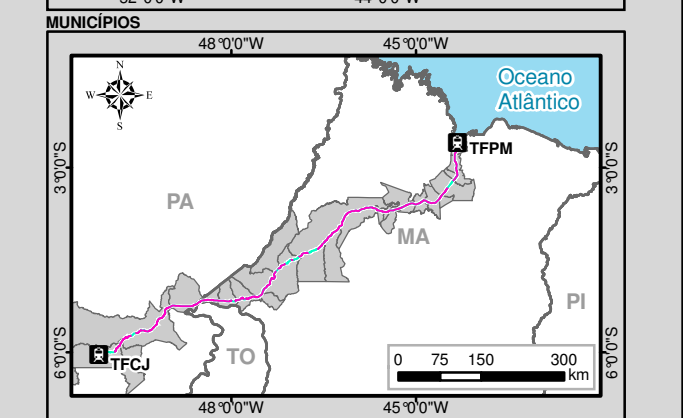 MUNICÍPIOS
48°0'0"W 45°0'0"W
N
W E
S
Oceano
Atlântico
TFPM
3°0'0"S 3°0'0"S
PA
MA
PI
TO
TFCJ
6°0'0"S 6°0'0"S
0 75 150 300
km
48°0'0"W 45°0'0"W